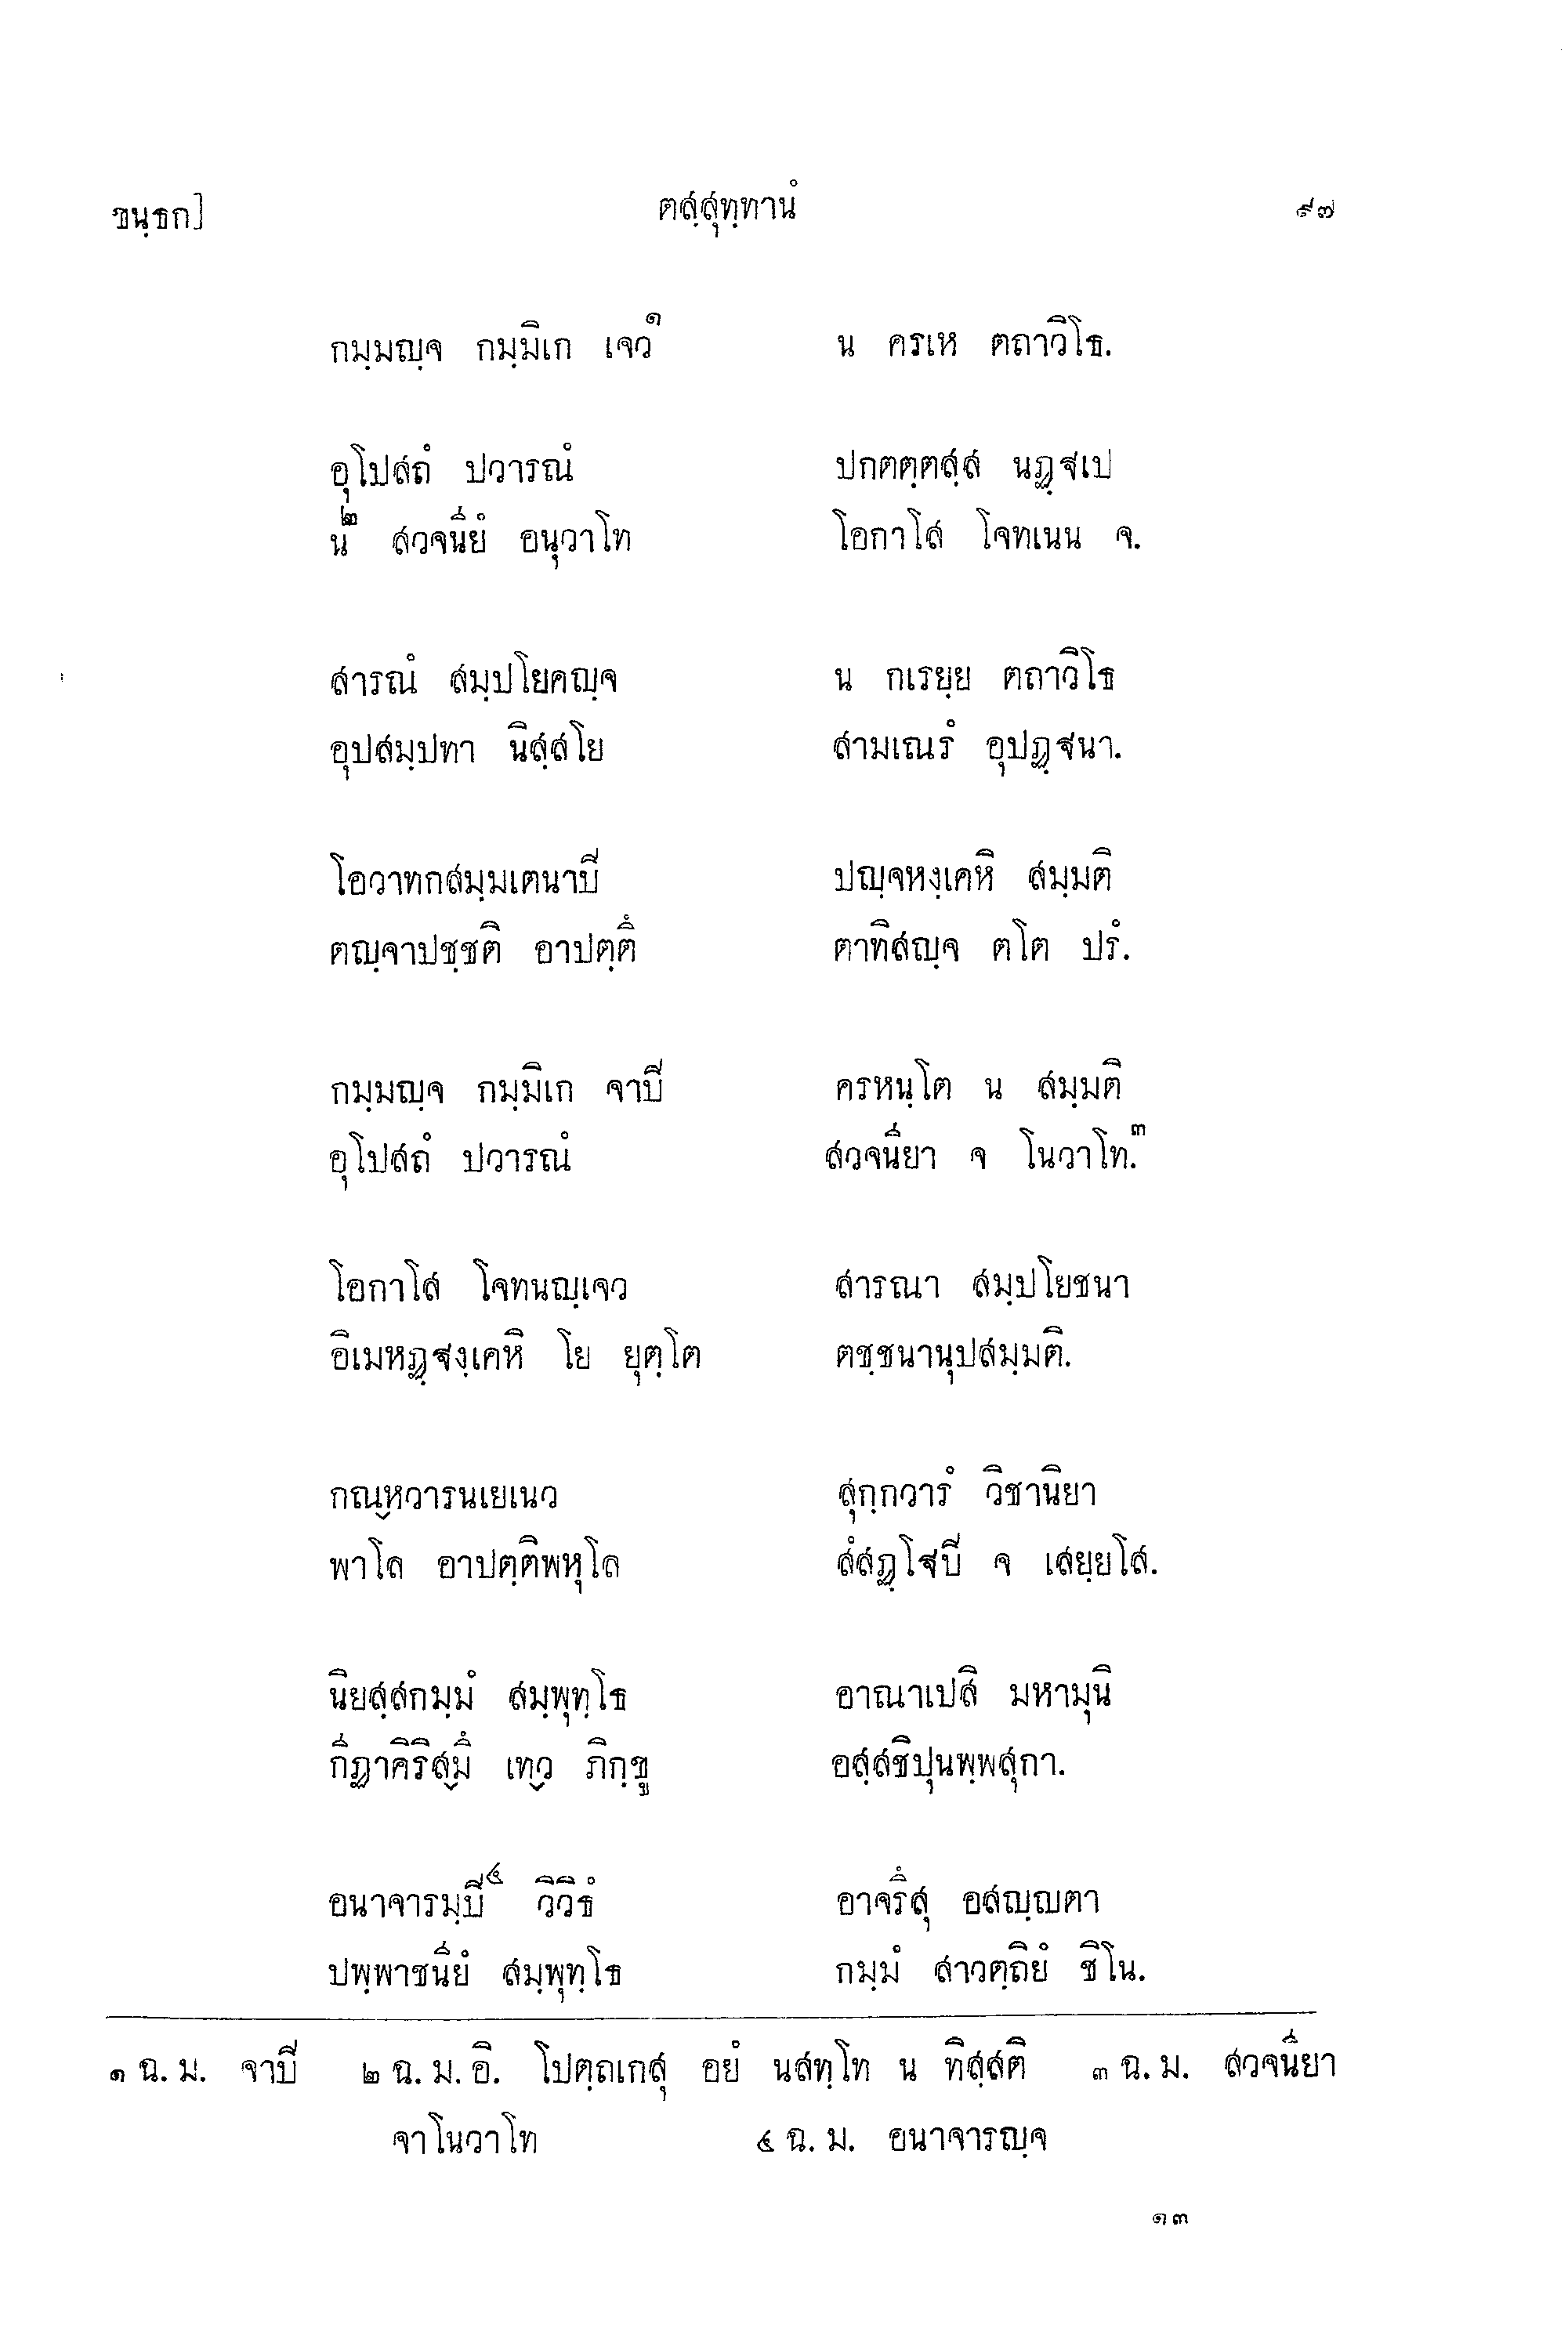 ขนฺธก] ตสฺสุทฺทานํ ๙๗
กมฺมญฺจ กมฺมิเก เจว๑ น ครเห ตถาวิโธ.
อุโปสถํ ปวารณํ ปกตตฺตสฺส นฏฺฐเป
น๒ สวจนียํ อนุวาโท โอกาโส โจทเนน จ.
สารณํ สมฺปโยคญฺจ น กเรยฺย ตถาวิโธ
อุปสมฺปทา นิสฺสโย สามเณรํ อุปฏฺฐนา.
โอวาทกสมฺมเตนาปี ปญฺจหงฺเคหิ สมฺมติ
ตญฺจาปชฺชติ อาปตฺตึ ตาทิสญฺจ ตโต ปรํ.
กมฺมญฺจ กมฺมิเก จาปี ครหนฺโต น สมฺมติ
อุโปสถํ ปวารณํ สวจนียา จ โนวาโท.๓
โอกาโส โจทนญฺเจว สารณา สมฺปโยชนา
อิเมหฏฺฐงฺเคหิ โย ยุตฺโต ตชฺชนานุปสมฺมติ.
กณฺหวารนเยเนว สุกฺกวารํ วิชานิยา
พาโล อาปตฺติพหุโล สํสฏฺโฐปี จ เสยฺยโส.
นิยสฺสกมฺมํ สมฺพุทฺโธ อาณาเปสิ มหามุนิ
กีฏาคิริสฺมึ เทฺว ภิกฺขู อสฺสชิปุนพฺพสุกา.
อนาจารมฺปี๔ วิวิธํ อาจรึสุ อสญฺญตา
ปพฺพาชนียํ สมฺพุทฺโธ กมฺมํ สาวตฺถิยํ ชิโน.
๑ ฉ. ม. จาปี ๒ ฉ. ม. อิ. โปตฺถเกสุ อยํ นสทฺโท น ทิสฺสติ ๓ ฉ. ม. สวจนียา
จาโนวาโท ๔ ฉ. ม. อนาจารญฺจ
๑๓